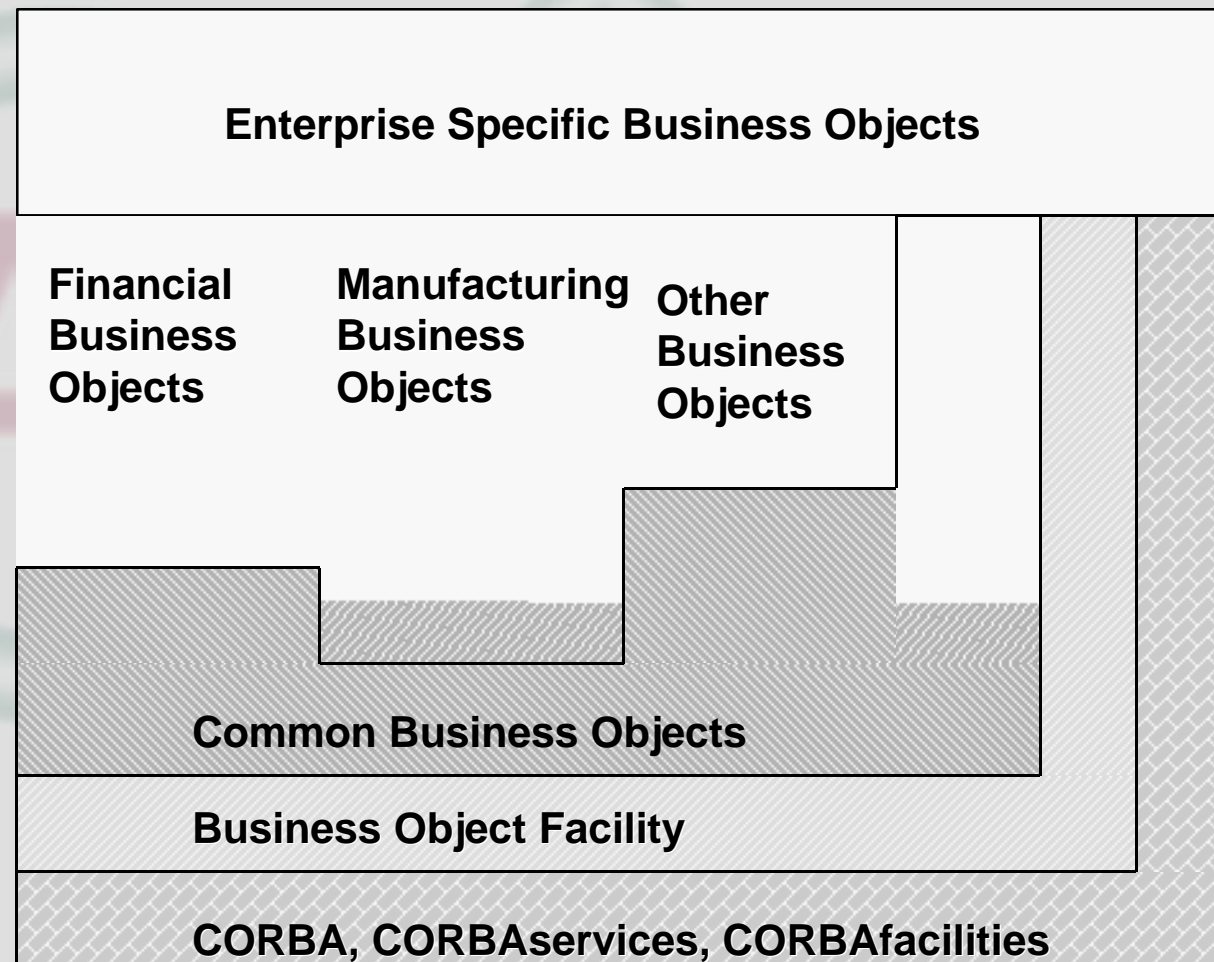 Enterprise Specific Business Objects
Financial
Business
Objects
Manufacturing
Business
Objects
Other
Business
Objects
Common Business Objects
Business Object Facility
CORBA, CORBAservices, CORBAfacilities